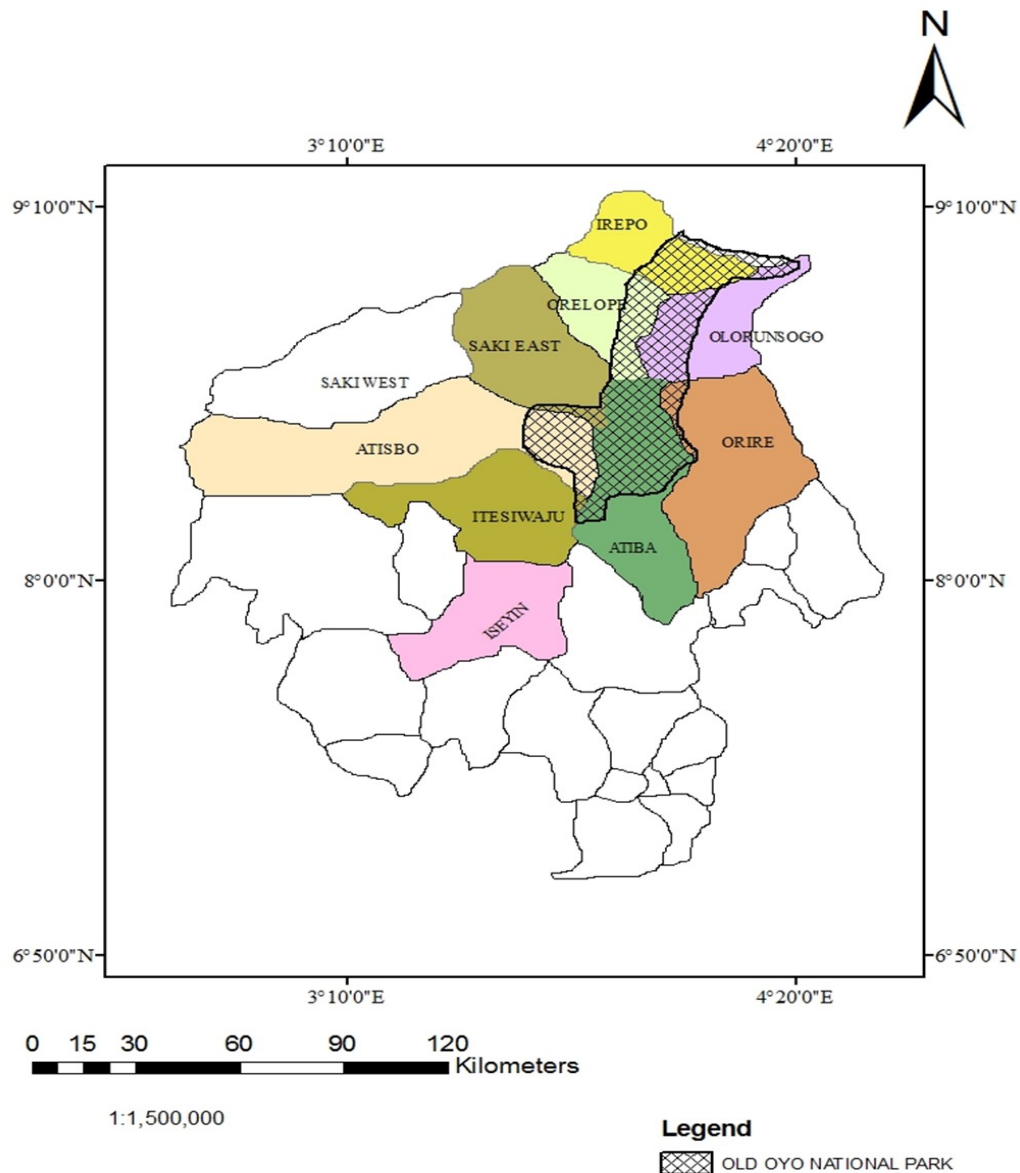 N
3°10'0"E 4°20'0"E
9°10'0"N 9°10'0"N
IREPO
ORELOPE
OLORUNSOGO
SAKI EAST
SAKI WEST
ORIRE
ATISBO
ITESIWAJU
ATIBA
8°0'0"N 8°0'0"N
ISEYIN
6°50'0"N 6°50'0"N
3°10'0"E 4°20'0"E
0 15 30 60 90 120
Kilometers
1:1,500,000
Legend
OLD OYO NATIONAL PARK